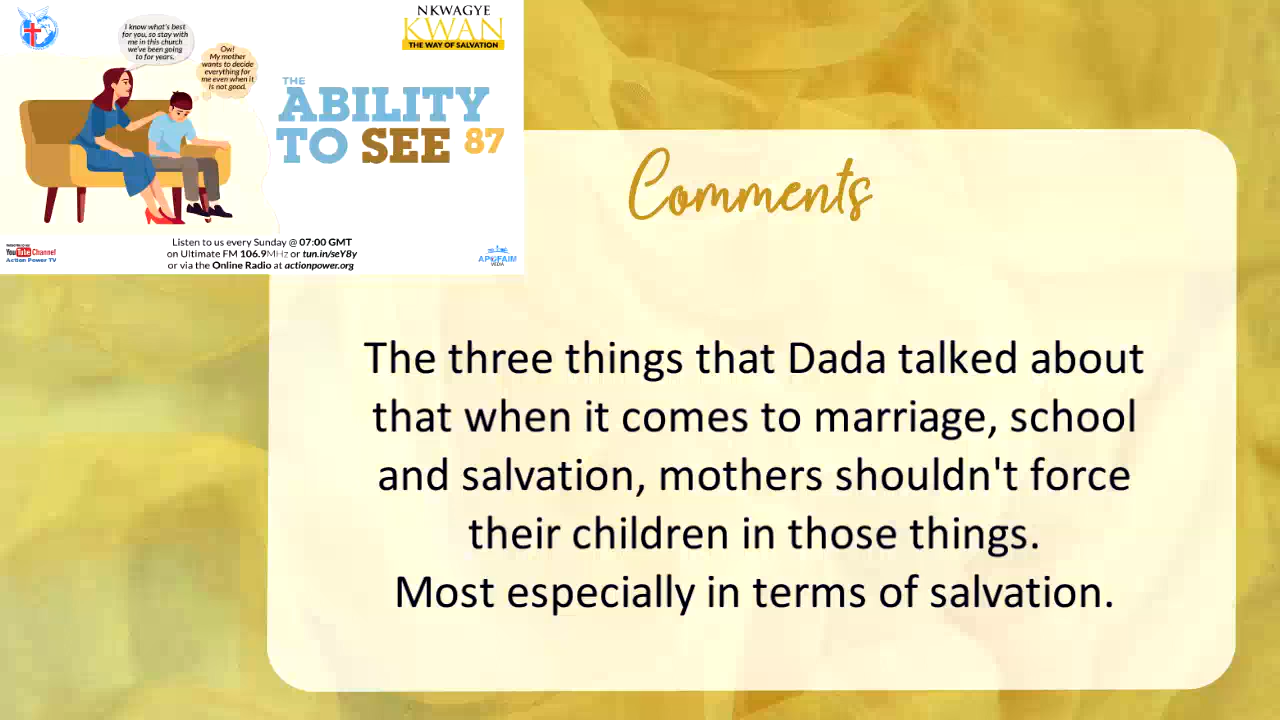 I know what's best
for you, so stay with
me in this church
we've been going
to for years.
Ow!
My mother
wants to decide
everything for
me even when it
is not good.
NKWAGYE
KWAN
THE WAY OF SALVATION
THE
ABILITY
TO SEE 87
YouTube Channel
Action Power TV
Listen to us every Sunday @ 07:00 GMT
on Ultimate FM 106.9MHz or tun.in/seY8y
or via the Online Radio at actionpower.org
APOFAIM
MEDIA
Comments
The three things that Dada talked about
that when it comes to marriage, school
and salvation, mothers shouldn't force
their children in those things.
Most especially in terms of salvation.